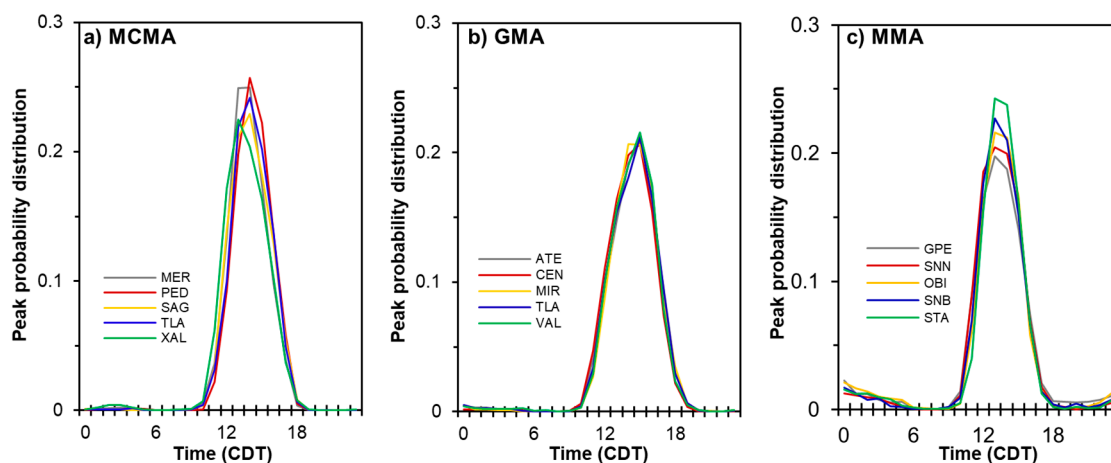 a) MCMA
Peak probability distribution
0.3
0.2
0.1
0
MER
PED
SAG
TLA
XAL
0
6
12
18
Time (CDT)
b) GMA
Peak probability distribution
0.3
0.2
0.1
0
ATE
CEN
MIR
TLA
VAL
0
6
12
18
Time (CDT)
c) MMA
Peak probability distribution
0.3
0.2
0.1
0
GPE
SNN
OBI
SNB
STA
0
6
12
18
Time (CDT)